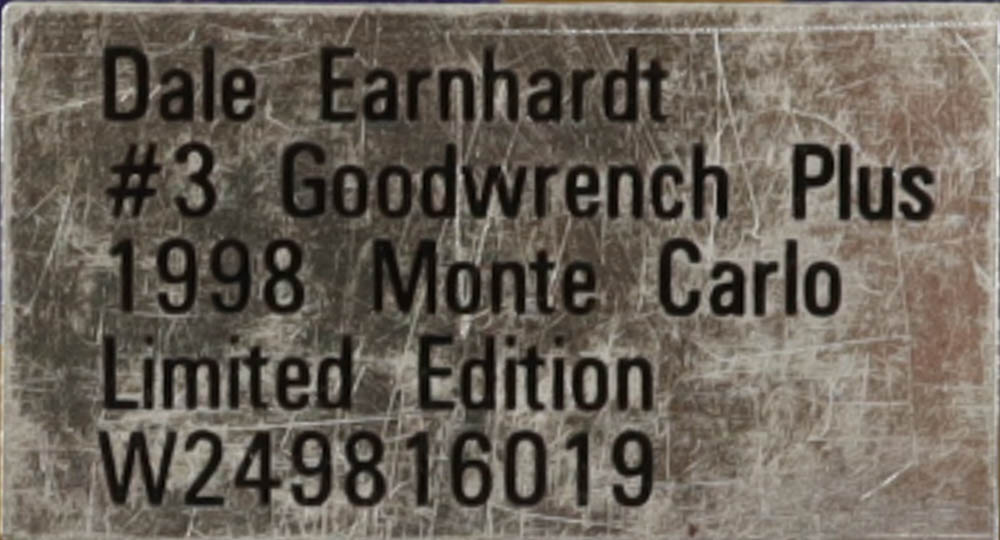 Dale Earnhardt
#3 Goodwrench Plus
1998 Monte Carlo
Limited Edition
W249816019